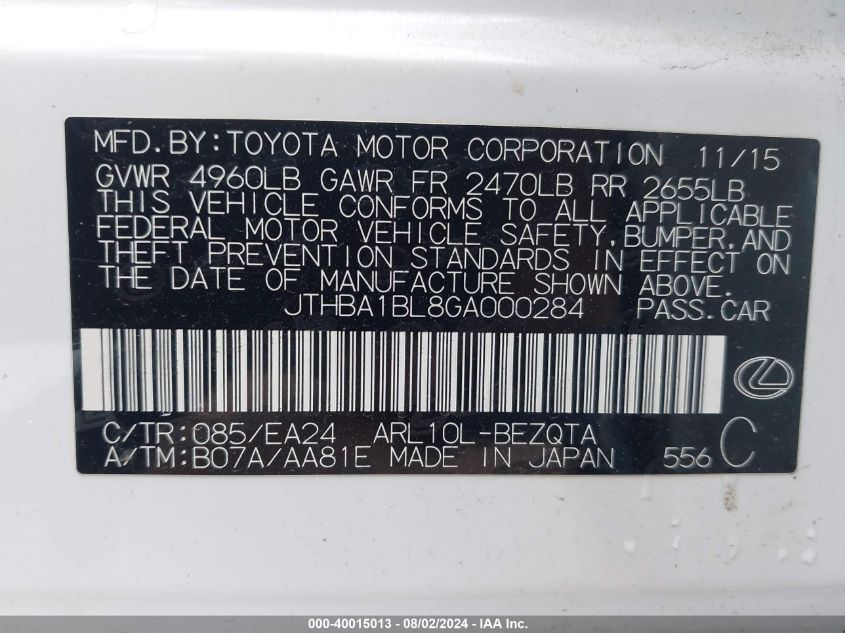 MFD.BY:TOYOTA MOTOR CORPORATION 11/15
GVWR 4960LB GAWR FR 2470LB RR 2655LB
THIS VEHICLE CONFORMS TO ALL APPLICABLE
FEDERAL MOTOR VEHICLE SAFETY,BUMPER,AND
THEFT PREVENTION STANDARDS IN EFFECT ON
THE DATE OF MANUFACTURE SHOWN ABOVE.
JTHBA1BL8GA000284 PASS.CAR
C/TR:085/EA24 ARL10L-BEZQTA
A/TM:B07A/AA81E MADE IN JAPAN 556 C
000-40015013 - 08/02/2024 - IAA Inc.